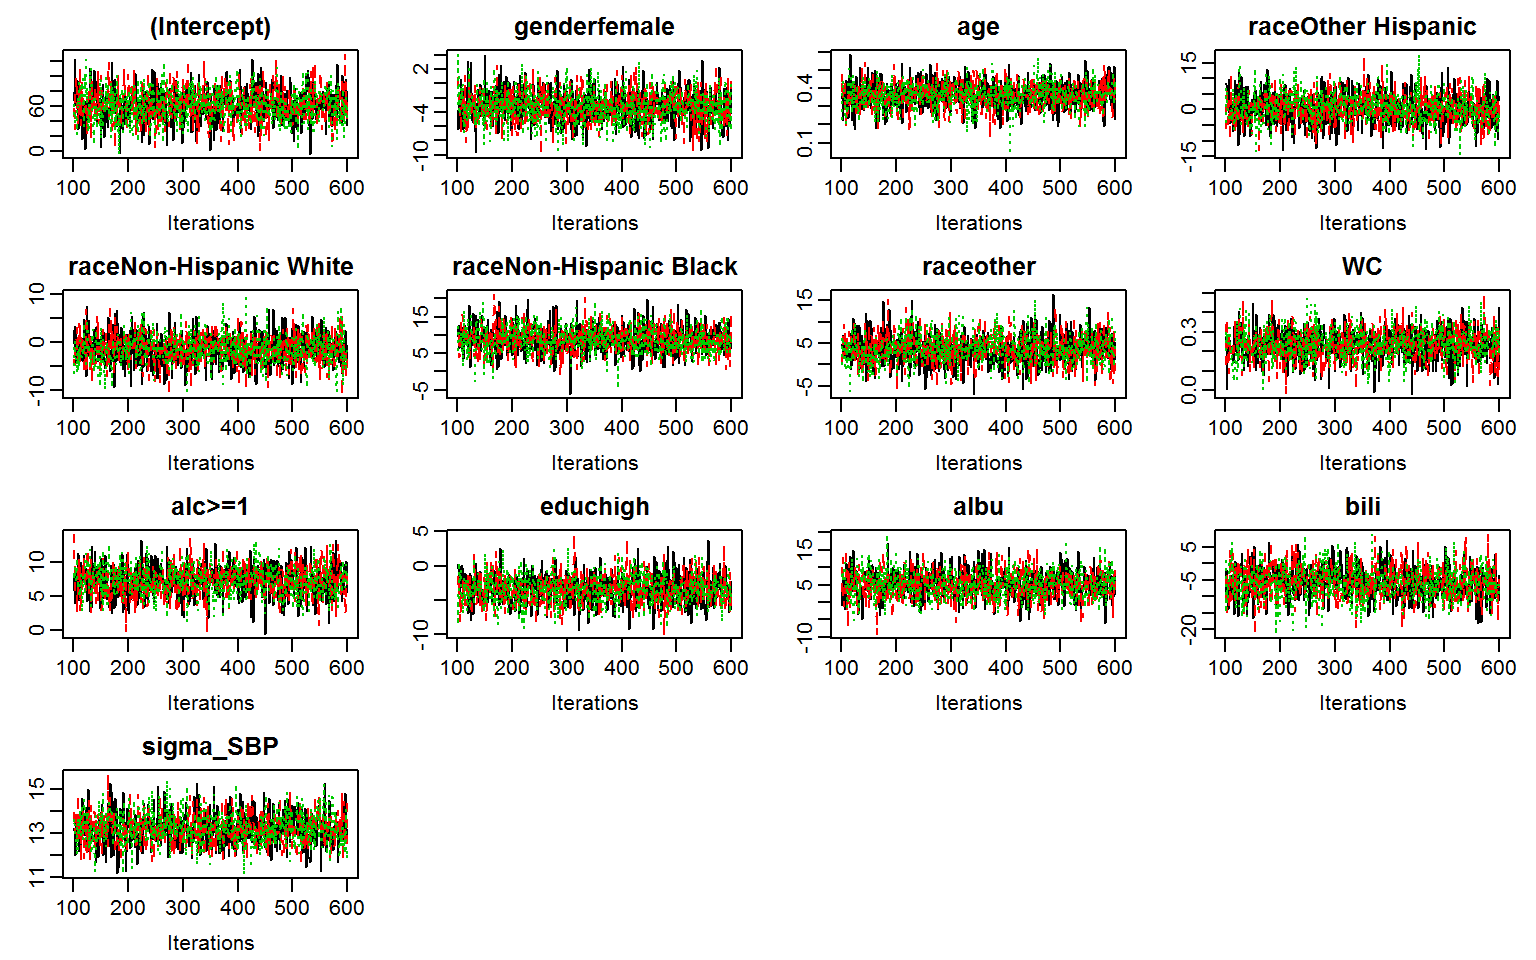 (Intercept) genderfemale age raceOther Hispanic
0 60
-10 -4 2
0.1 0.4
-15 0 15
100 200 300 400 500 600 100 200 300 400 500 600 100 200 300 400 500 600 100 200 300 400 500 600
Iterations Iterations Iterations Iterations
raceNon-Hispanic White raceNon-Hispanic Black raceother WC
-10 0 10
-5 5 15
-5 5 15
0.0 0.3
100 200 300 400 500 600 100 200 300 400 500 600 100 200 300 400 500 600 100 200 300 400 500 600
Iterations Iterations Iterations Iterations
alc>=1 educhigh albu bili
0 5 10
-10 0 5
-10 5 15
-20 -5 5
100 200 300 400 500 600 100 200 300 400 500 600 100 200 300 400 500 600 100 200 300 400 500 600
Iterations Iterations Iterations Iterations
sigma_SBP
11 13 15
100 200 300 400 500 600
Iterations